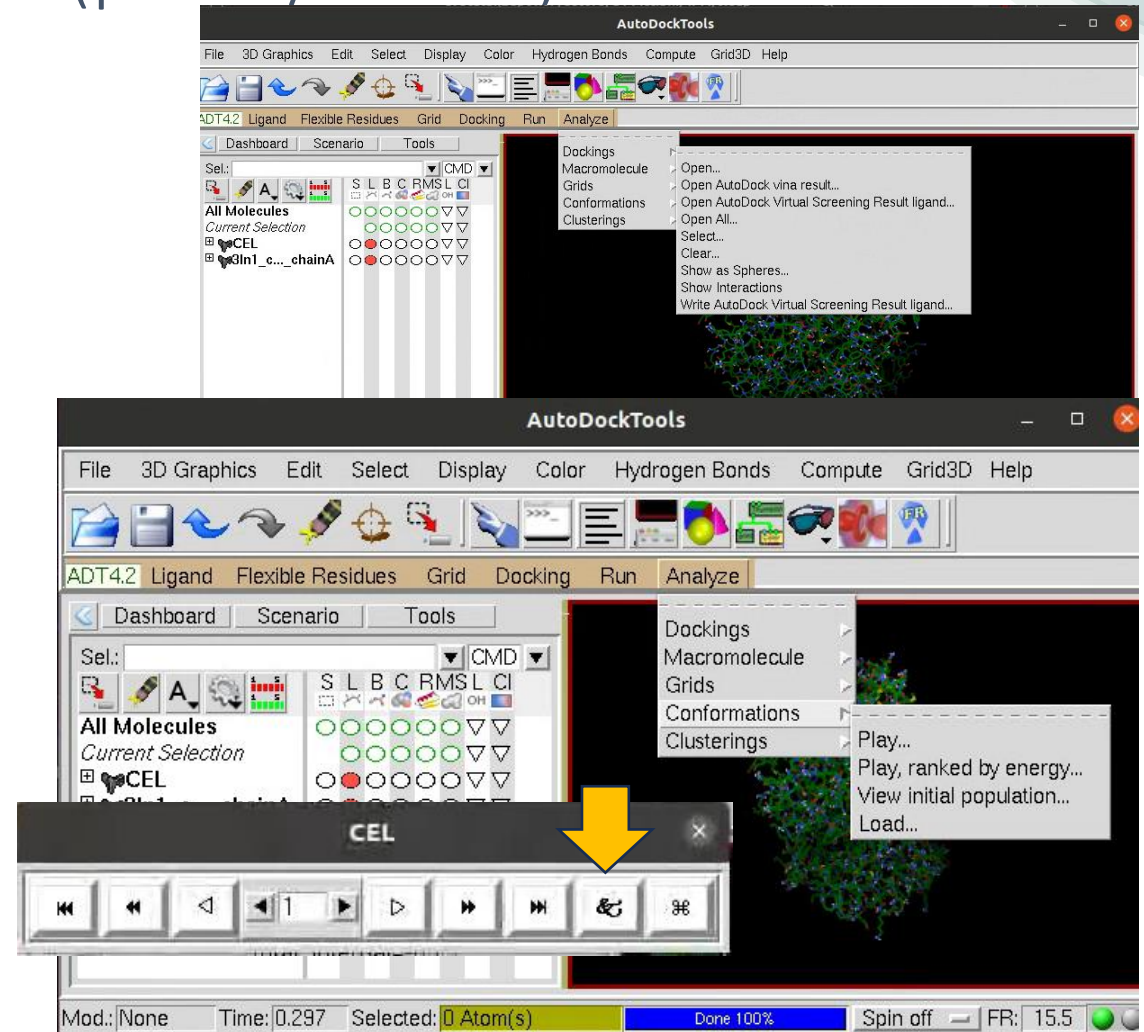 AutoDockTools
File 3D Graphics Edit Select Display Color Hydrogen Bonds Compute Grid3D Help
ADT4.2 Ligand Flexible Residues Grid Docking Run Analyze
Dashboard Scenario Tools
Sel.: CMD
S L B C R M S L Cl
All Molecules
Current Selection
CEL
3ln1_c..._chainA
Dockings
Macromolecule
Grids
Conformations
Clusterings
Open...
Open AutoDock vina result...
Open AutoDock Virtual Screening Result ligand...
Open All...
Select...
Clear...
Show as Spheres...
Show Interactions
Write AutoDock Virtual Screening Result ligand...
AutoDockTools
File 3D Graphics Edit Select Display Color Hydrogen Bonds Compute Grid3D Help
ADT4.2 Ligand Flexible Residues Grid Docking Run Analyze
Dashboard Scenario Tools
Sel.: CMD
S L B C R M S L Cl
All Molecules
Current Selection
CEL
Dockings
Macromolecule
Grids
Conformations
Clusterings
Play...
Play, ranked by energy...
View initial population...
Load...
CEL
1 & ⌘
Mod.: None Time: 0.297 Selected: 0 Atom(s) Done 100% Spin off FR: 15.5